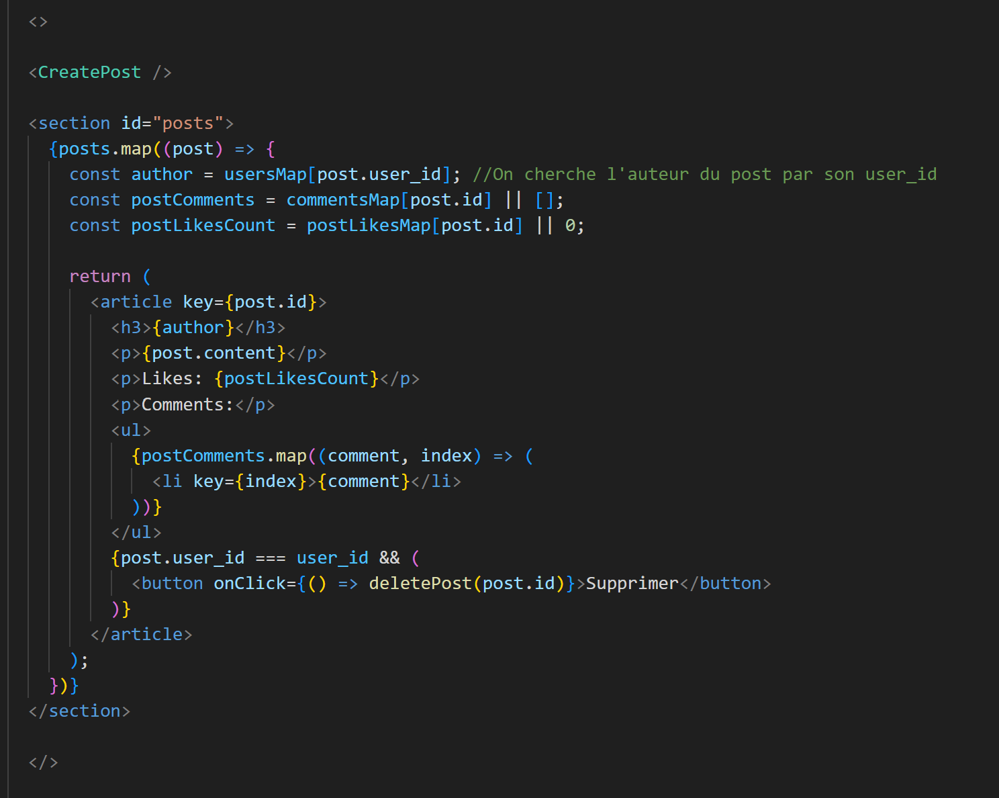 <>
<CreatePost />
<section id="posts">
{posts.map((post) => {
const author = usersMap[post.user_id]; //On cherche l'auteur du post par son user_id
const postComments = commentsMap[post.id] || [];
const postLikesCount = postLikesMap[post.id] || 0;
return (
<article key={post.id}>
<h3>{author}</h3>
<p>{post.content}</p>
<p>Likes: {postLikesCount}</p>
<p>Comments:</p>
<ul>
{postComments.map((comment, index) => (
<li key={index}>{comment}</li>
))}
</ul>
{post.user_id === user_id && (
<button onClick={() => deletePost(post.id)}>Supprimer</button>
)}
</article>
);
})}
</section>
</>